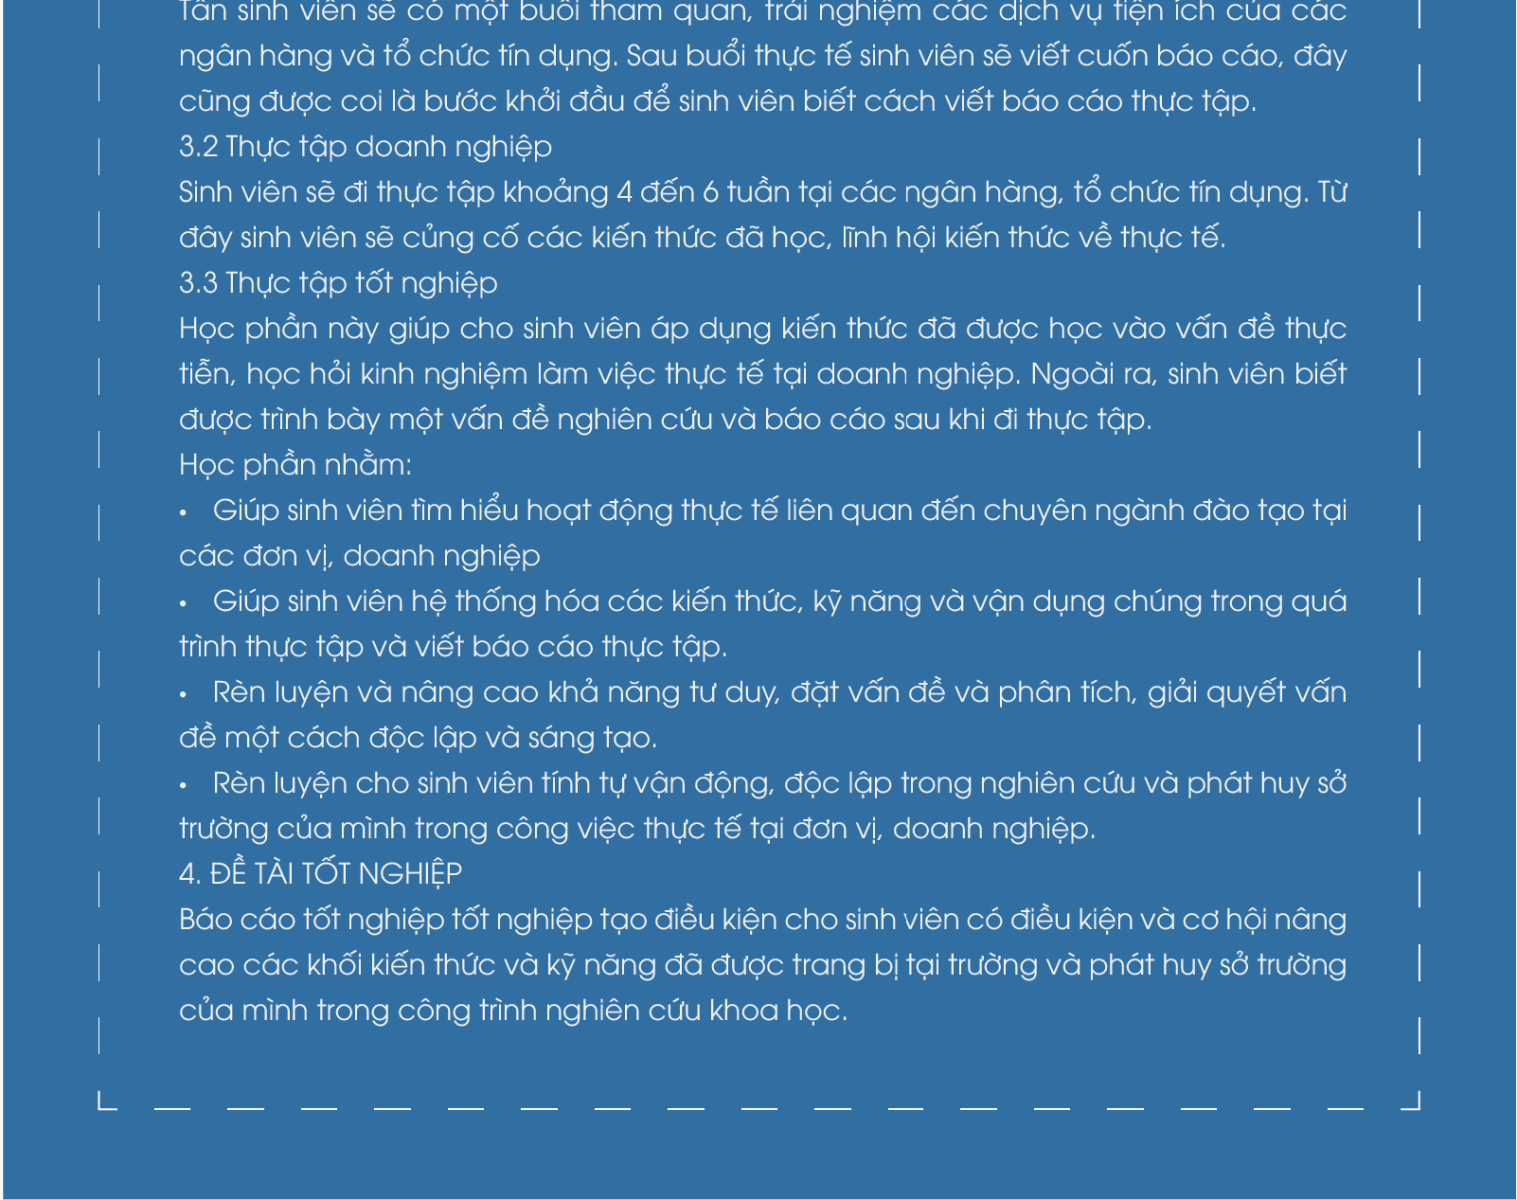 Tân sinh viên sẽ có một buổi tham quan, trải nghiệm các dịch vụ tiện ích của các
ngân hàng và tổ chức tín dụng. Sau buổi thực tế sinh viên sẽ viết cuốn báo cáo, đây
cũng được coi là bước khởi đầu để sinh viên biết cách viết báo cáo thực tập.
3.2 Thực tập doanh nghiệp
Sinh viên sẽ đi thực tập khoảng 4 đến 6 tuần tại các ngân hàng, tổ chức tín dụng. Từ
đây sinh viên sẽ củng cố các kiến thức đã học, lĩnh hội kiến thức về thực tế.
3.3 Thực tập tốt nghiệp
Học phần này giúp cho sinh viên áp dụng kiến thức đã được học vào vấn đề thực
tiễn, học hỏi kinh nghiệm làm việc thực tế tại doanh nghiệp. Ngoài ra, sinh viên biết
được trình bày một vấn đề nghiên cứu và báo cáo sau khi đi thực tập.
Học phần nhằm:
• Giúp sinh viên tìm hiểu hoạt động thực tế liên quan đến chuyên ngành đào tạo tại
các đơn vị, doanh nghiệp
• Giúp sinh viên hệ thống hóa các kiến thức, kỹ năng và vận dụng chúng trong quá
trình thực tập và viết báo cáo thực tập.
• Rèn luyện và nâng cao khả năng tư duy, đặt vấn đề và phân tích, giải quyết vấn
đề một cách độc lập và sáng tạo.
• Rèn luyện cho sinh viên tính tự vận động, độc lập trong nghiên cứu và phát huy sở
trường của mình trong công việc thực tế tại đơn vị, doanh nghiệp.
4. ĐỀ TÀI TỐT NGHIỆP
Báo cáo tốt nghiệp tốt nghiệp tạo điều kiện cho sinh viên có điều kiện và cơ hội nâng
cao các khối kiến thức và kỹ năng đã được trang bị tại trường và phát huy sở trường
của mình trong công trình nghiên cứu khoa học.